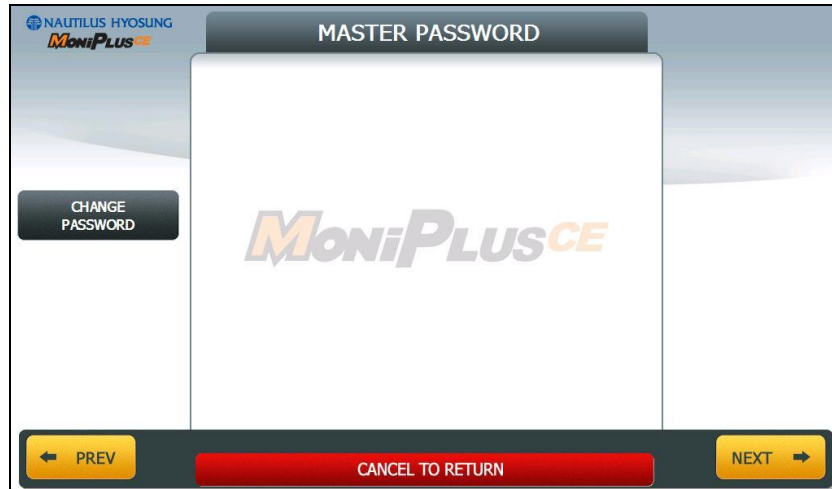 NAUTILUS HYOSUNG
MONiPLUSCE
MASTER PASSWORD
CHANGE
PASSWORD
MONiPLUSCE
PREV
CANCEL TO RETURN
NEXT